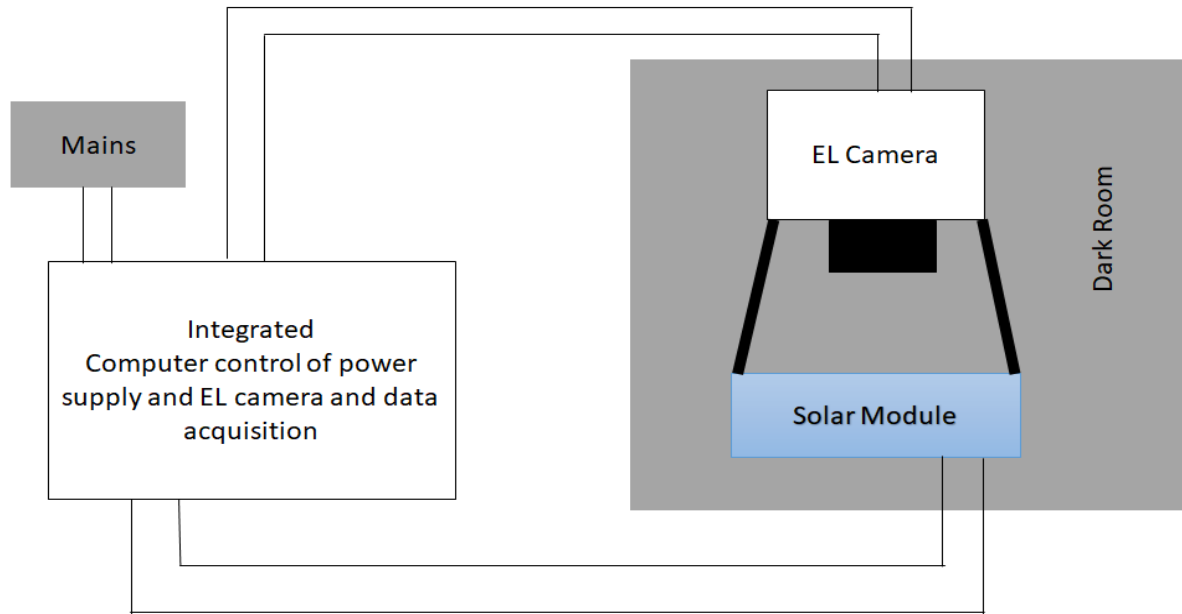 Mains
Integrated
Computer control of power
supply and EL camera and data
acquisition
EL Camera
Dark Room
Solar Module